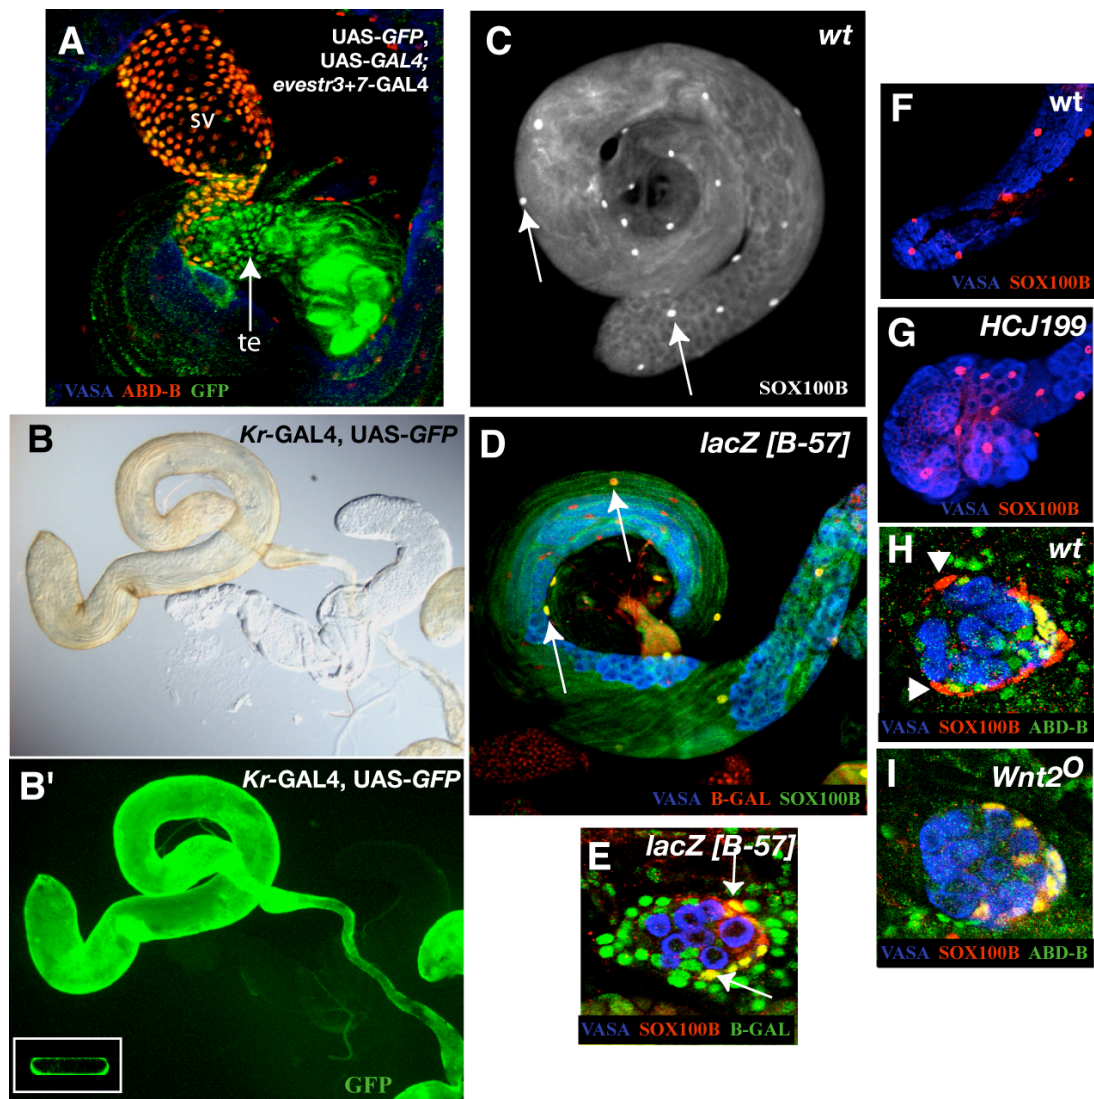 A
UAS-GFP,
UAS-GAL4;
evestr3+7-GAL4
sv
te
VASA ABD-B GFP
B
Kr-GAL4, UAS-GFP
B'
Kr-GAL4, UAS-GFP
GFP
C
wt
SOX100B
D
lacZ [B-57]
VASA B-GAL SOX100B
E
lacZ [B-57]
VASA SOX100B B-GAL
F
wt
VASA SOX100B
G
HCJ199
VASA SOX100B
H
wt
VASA SOX100B ABD-B
I
Wnt2O
VASA SOX100B ABD-B